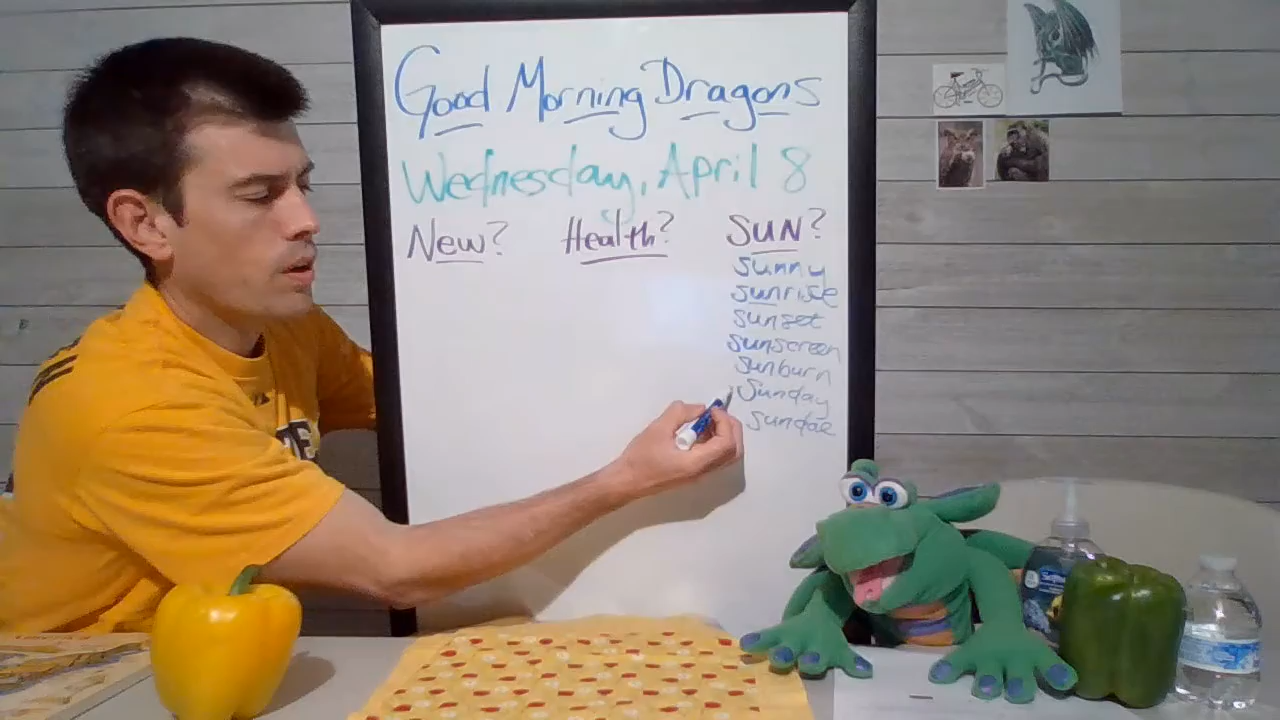 Good Morning Dragons
Wednesday, April 8
New? Health? SUN?
sunny
sunrise
sunset
sunscreen
sunburn
Sunday
sundae